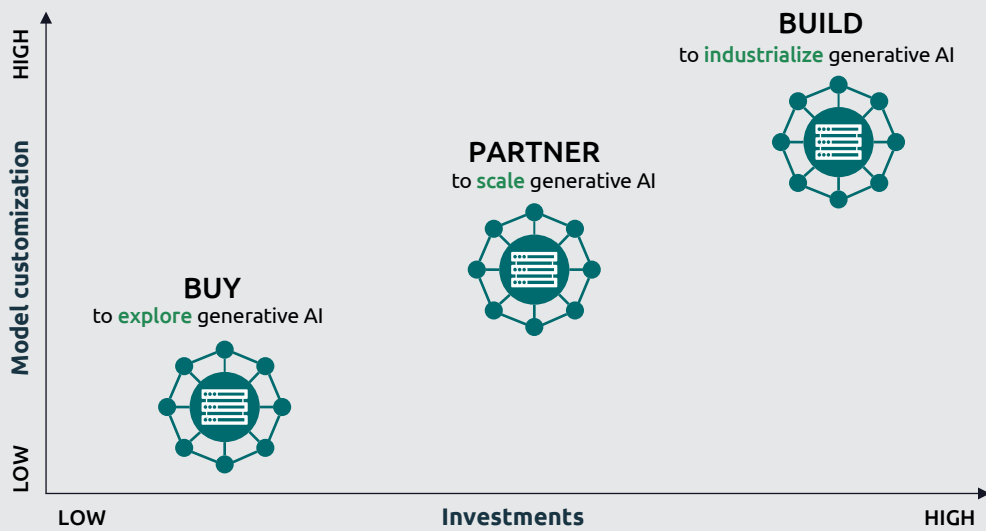 BUILD
to industrialize generative AI
PARTNER
to scale generative AI
BUY
to explore generative AI
HIGH
Model customization
LOW
LOW
Investments
HIGH